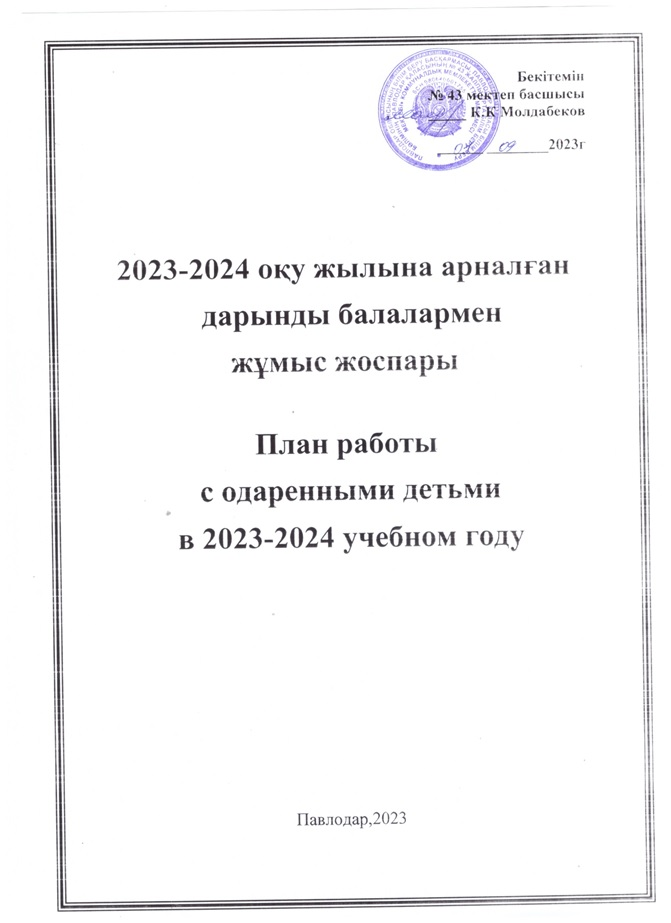 Бекітемін
№ 43 мектеп басшысы
К.К Молдабеков
09 2023г
2023-2024 оқу жылына арналған
дарынды балалармен
жұмыс жоспары
План работы
с одаренными детьми
в 2023-2024 учебном году
Павлодар,2023